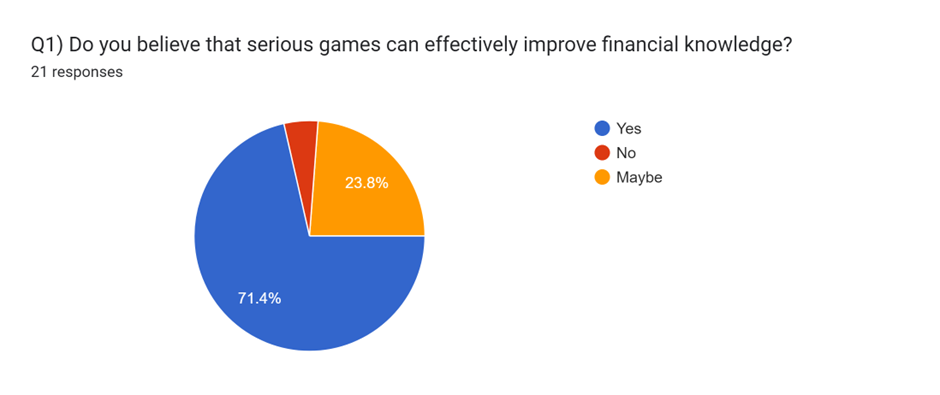 Q1) Do you believe that serious games can effectively improve financial knowledge?
21 responses
Yes
No
Maybe
23.8%
71.4%